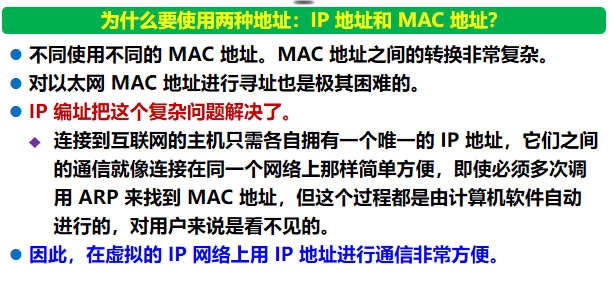 为什么要使用两种地址：IP 地址和 MAC 地址？
不同使用不同的 MAC 地址。MAC 地址之间的转换非常复杂。
对以太网 MAC 地址进行寻址也是极其困难的。
IP 编址把这个复杂问题解决了。
连接到互联网的主机只需各自拥有一个唯一的 IP 地址，它们之间
的通信就像连接在同一个网络上那样简单方便，即使必须多次调
用 ARP 来找到 MAC 地址，但这个过程都是由计算机软件自动
进行的，对用户来说是看不见的。
因此，在虚拟的 IP 网络上用 IP 地址进行通信非常方便。